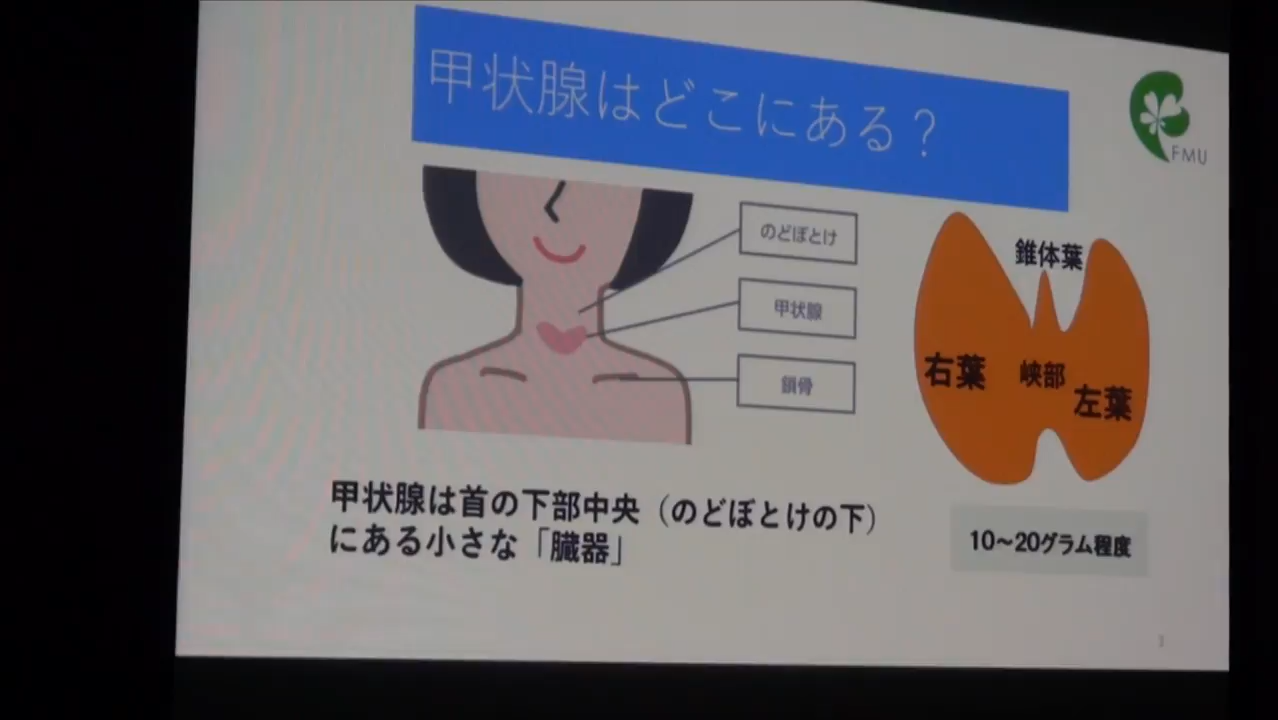 甲状腺はどこにある？
FMU
のどぼとけ
甲状腺
鎖骨
錐体葉
右葉
峡部
左葉
甲状腺は首の下部中央（のどぼとけの下）
にある小さな「臓器」
10～20グラム程度
3